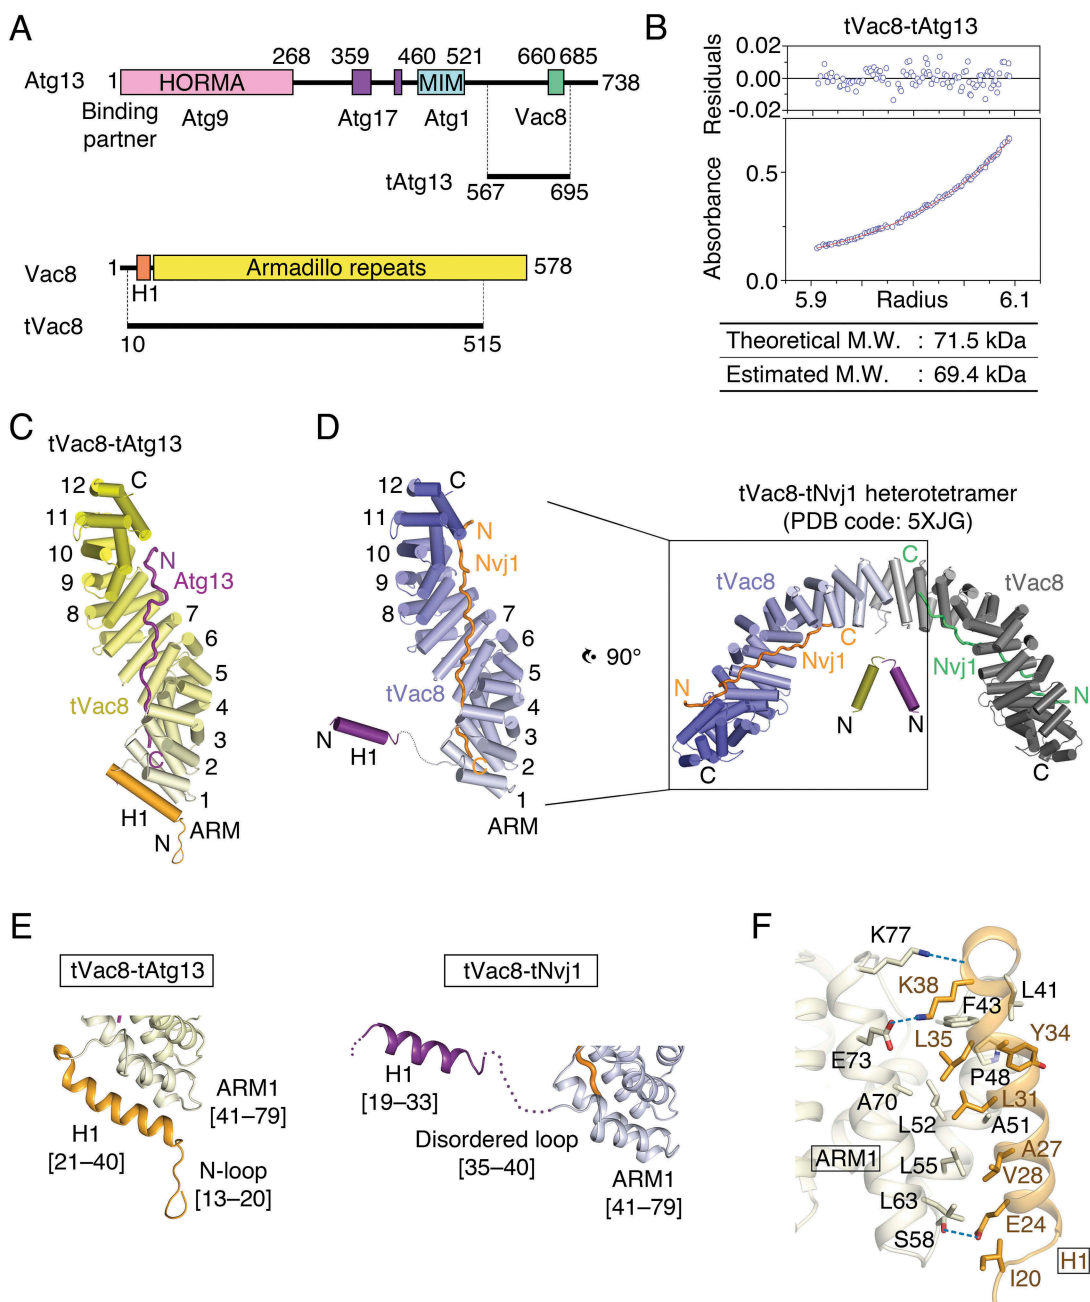 A
268 359 460 521 660 685
Atg13 1 HORMA MIM 738
Binding
partner Atg9 Atg17 Atg1 Vac8
tAtg13
567 695
1 Armadillo repeats 578
Vac8
H1
tVac8
10 515
B
tVac8-tAtg13
Residuals
0.02
0.00
-0.02
Absorbance
0.5
0.0
5.9 Radius 6.1
Theoretical M.W. : 71.5 kDa
Estimated M.W. : 69.4 kDa
C
tVac8-tAtg13
12 C
11
10 N
9 Atg13
8 7
6
5
tVac8 4
3
C 2
1
H1
N ARM
D
12 C
11 N
10 Nvj1
9
8 7
6
5
tVac8 4
3
N H1 C 2
1
ARM
90°
tVac8-tNvj1 heterotetramer
(PDB code: 5XJG)
C
tVac8 tVac8
C
Nvj1 Nvj1
N N
N N
C C
E
tVac8-tAtg13
ARM1
[41–79]
H1
[21–40]
N-loop
[13–20]
tVac8-tNvj1
H1
[19–33]
Disordered loop
[35–40]
ARM1
[41–79]
F
K77
K38 L41
F43
L35 Y34
E73
P48
A70 L31
L52 A51
ARM1 A27
L55
V28
L63
E24
S58
H1
I20